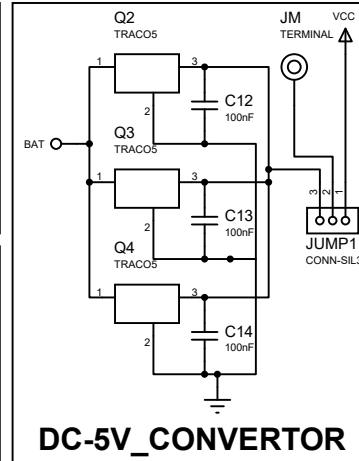 Q2
TRACO5
JM
TERMINAL
VCC
1
3
2
C12
100nF
BAT
Q3
TRACO5
1
3
2
C13
100nF
3
2
1
JUMP1
CONN-SIL3
Q4
TRACO5
1
3
2
C14
100nF
DC-5V_CONVERTOR